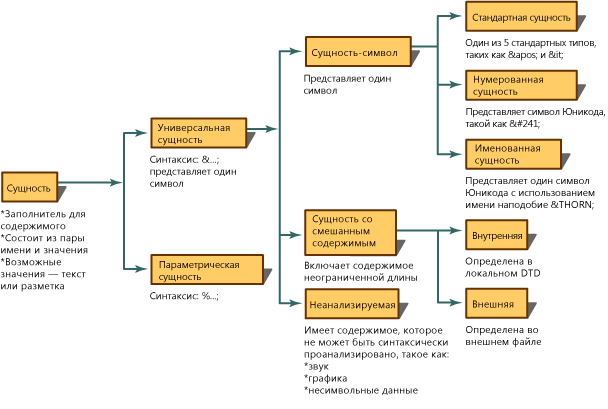 Сущность
*Заполнитель для
содержимого
*Состоит из пары
имени и значения
*Возможные
значения — текст
или разметка
Универсальная
сущность
Синтаксис: &...;
представляет один
символ
Параметрическая
сущность
Синтаксис: %...;
Сущность-символ
Представляет один
символ
Сущность со
смешанным
содержимым
Включает содержимое
неограниченной длины
Неанализируемая
Имеет содержимое, которое
не может быть синтаксически
проанализировано, такое как:
*звук
*графика
*несимвольные данные
Стандартная сущность
Один из 5 стандартных типов,
таких как &apos; и &it;
Нумерованная
сущность
Представляет символ Юникода,
такой как &#241;
Именованная
сущность
Представляет один символ
Юникода с использованием
имени наподобие &THORN;
Внутренняя
Определена в
локальном DTD
Внешняя
Определена во
внешнем файле